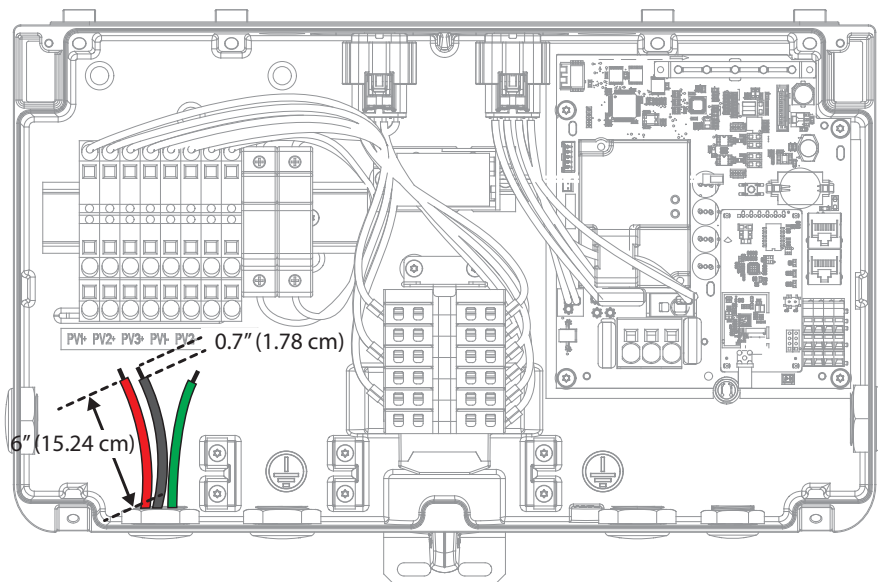 PV1+ PV2+ PV3+ PV1- PV2-
0.7” (1.78 cm)
6” (15.24 cm)